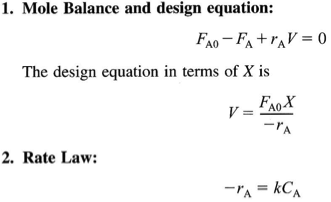 1. Mole Balance and design equation:
F_A0 − F_A + r_A V = 0
The design equation in terms of X is
V = F_A0 X / −r_A
2. Rate Law:
−r_A = kC_A